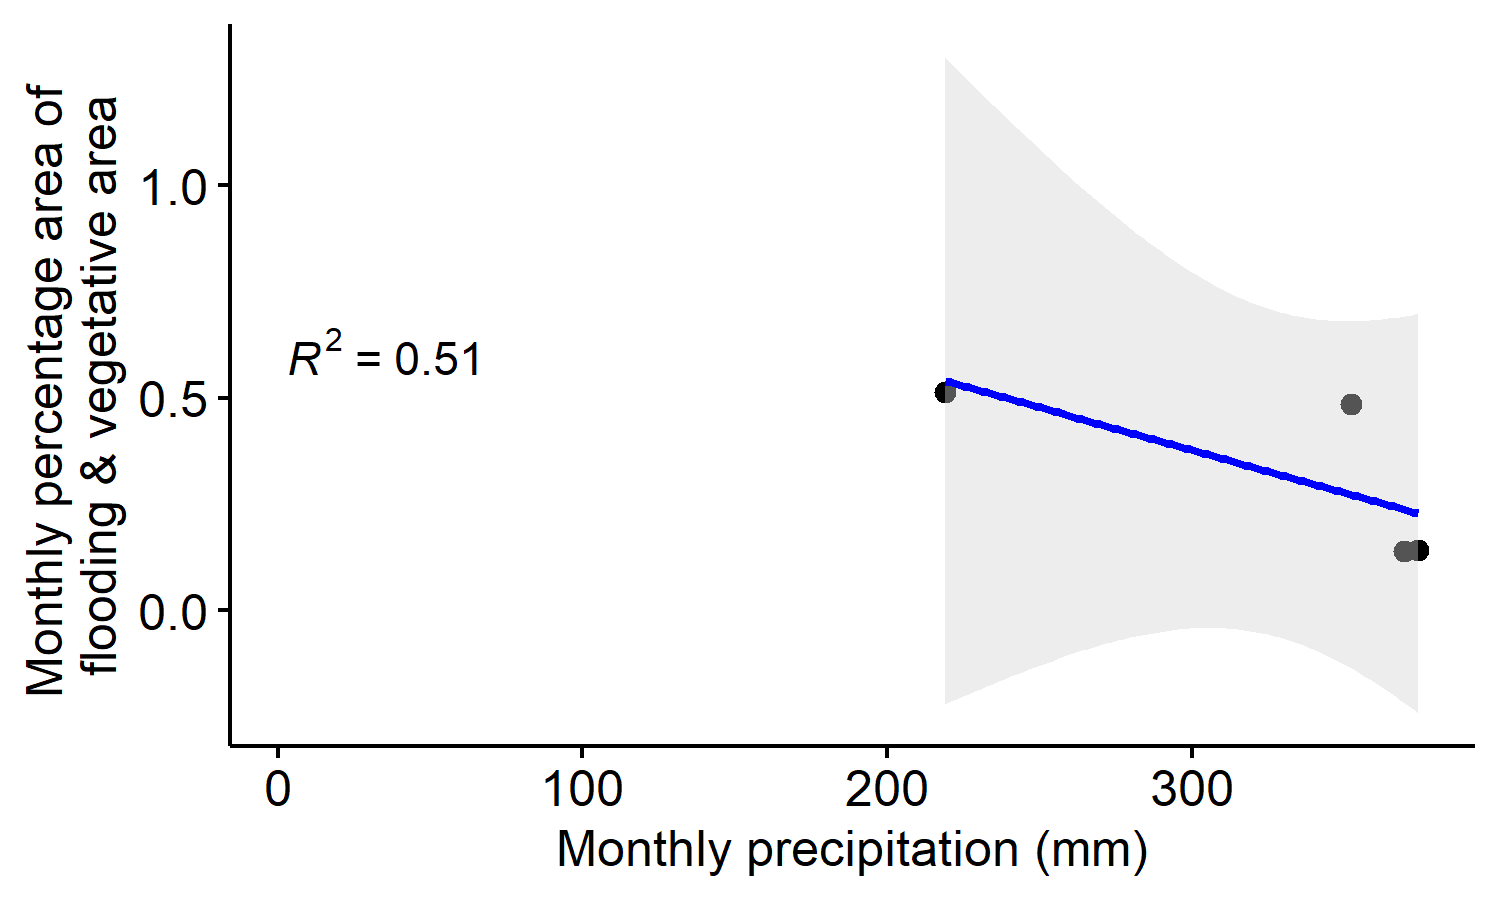 Monthly percentage area of
flooding & vegetative area
1.0
0.5
0.0
R² = 0.51
0 100 200 300
Monthly precipitation (mm)